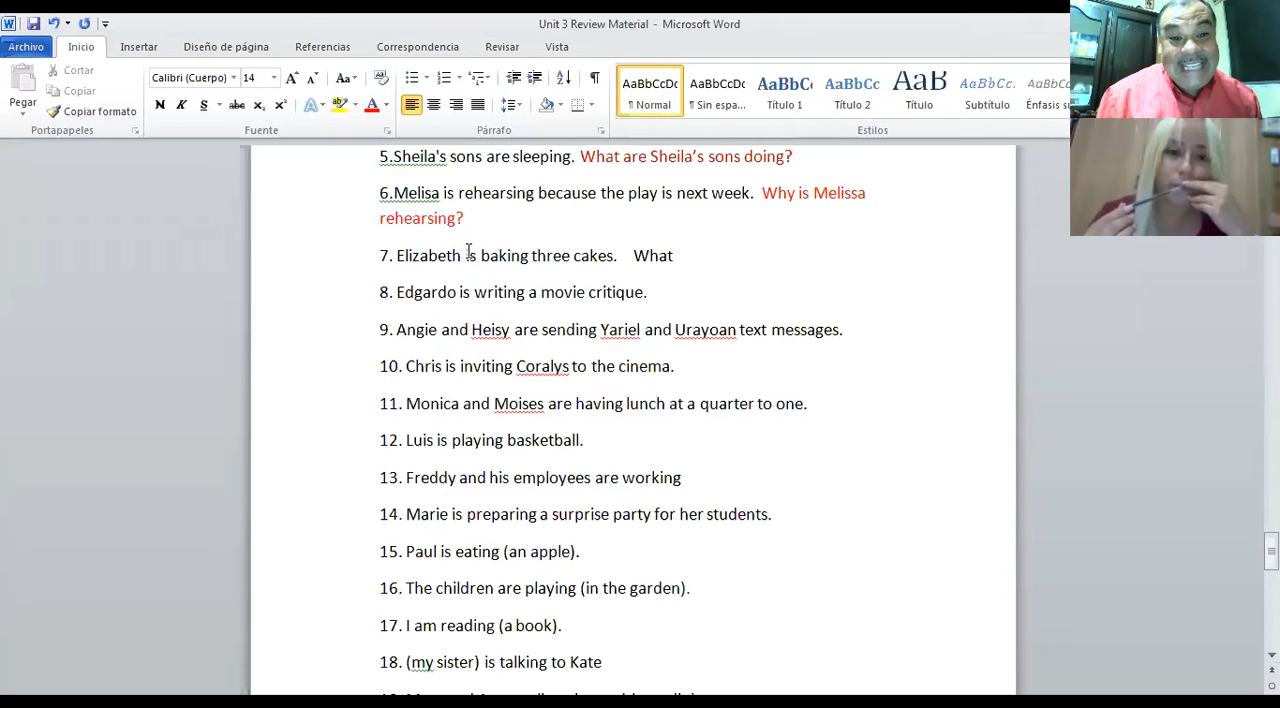 Unit 3 Review Material - Microsoft Word
Archivo Inicio Insertar Diseño de página Referencias Correspondencia Revisar Vista
Pegar
Cortar
Copiar
Copiar formato
Calibri (Cuerpo) 14
AaBbCcDc AaBbCcDc AaBbC AaBbCc AaB AaBbCcL AaBbCcDc
¶ Normal ¶ Sin espa... Título 1 Título 2 Título Subtítulo Énfasis su
Portapapeles Fuente Párrafo Estilos
5.Sheila's sons are sleeping. What are Sheila's sons doing?
6.Melisa is rehearsing because the play is next week. Why is Melissa
rehearsing?
7. Elizabeth is baking three cakes. What
8. Edgardo is writing a movie critique.
9. Angie and Heisy are sending Yariel and Urayoan text messages.
10. Chris is inviting Coralys to the cinema.
11. Monica and Moises are having lunch at a quarter to one.
12. Luis is playing basketball.
13. Freddy and his employees are working
14. Marie is preparing a surprise party for her students.
15. Paul is eating (an apple).
16. The children are playing (in the garden).
17. I am reading (a book).
18. (my sister) is talking to Kate